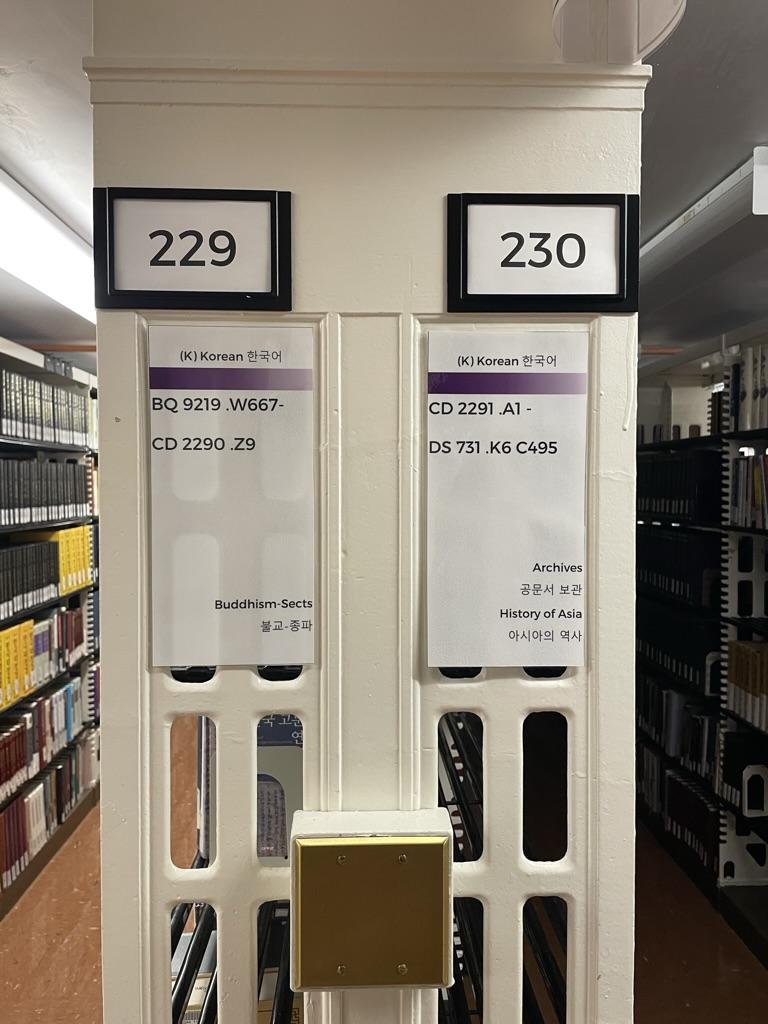 229
(K) Korean 한국어
BQ 9219 .W667-
CD 2290 .Z9
Buddhism-Sects
불교-종파
230
(K) Korean 한국어
CD 2291 .A1 -
DS 731 .K6 C495
Archives
공문서 보관
History of Asia
아시아의 역사